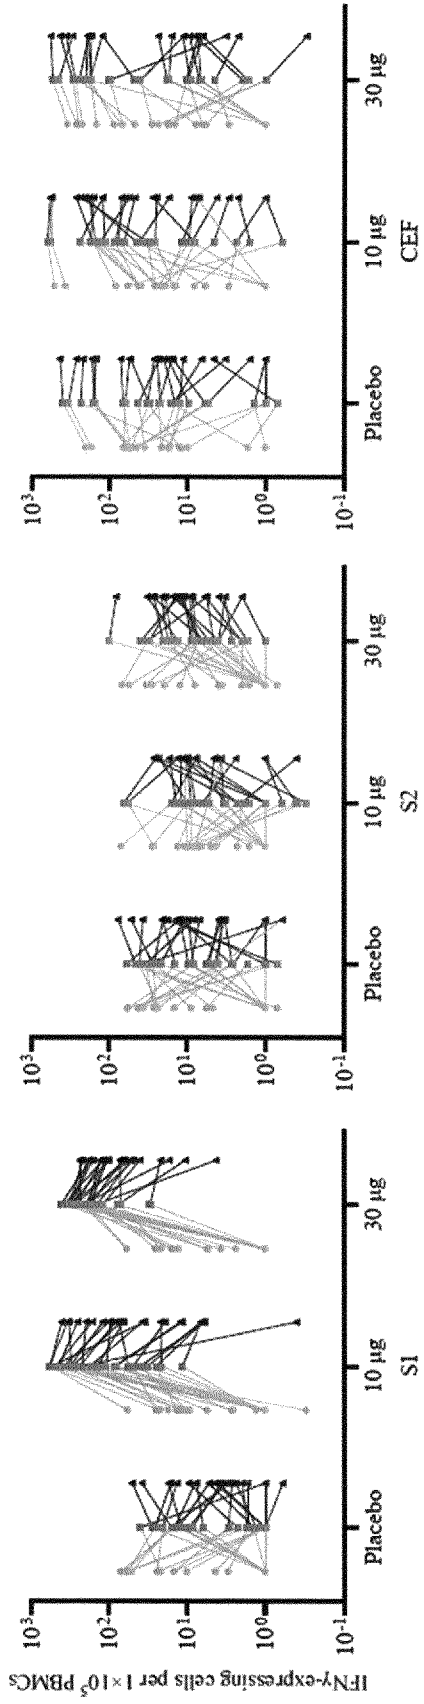 IFNγ-expressing cells per 1×10⁵ PBMCs
10³
10²
10¹
10⁰
10⁻¹
Placebo 10 µg 30 µg
S1
10³
10²
10¹
10⁰
10⁻¹
Placebo 10 µg 30 µg
S2
10³
10²
10¹
10⁰
10⁻¹
Placebo 10 µg 30 µg
CEF